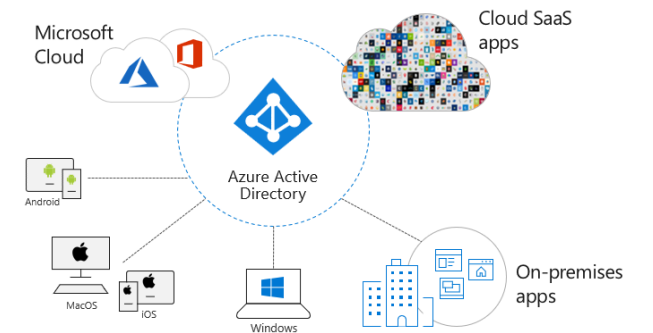 Microsoft
Cloud
Cloud SaaS
apps
Azure Active
Directory
Android
MacOS
iOS
Windows
On-premises
apps